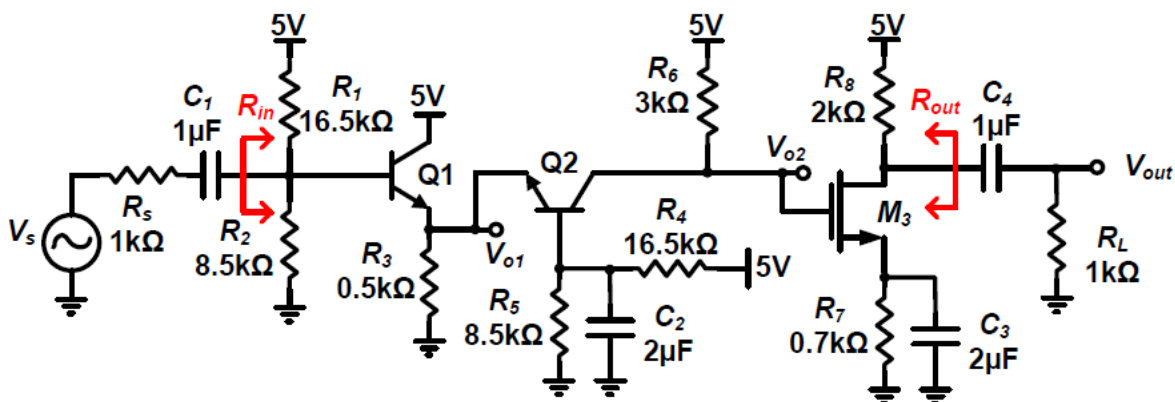 5V
R1
16.5kΩ
C1
1µF
Rin
5V
Q1
Vs
Rs
1kΩ
R2
8.5kΩ
R3
0.5kΩ
Vo1
Q2
R4
16.5kΩ
5V
R5
8.5kΩ
C2
2µF
5V
R6
3kΩ
Vo2
5V
R8
2kΩ
Rout
C4
1µF
Vout
M3
RL
1kΩ
R7
0.7kΩ
C3
2µF